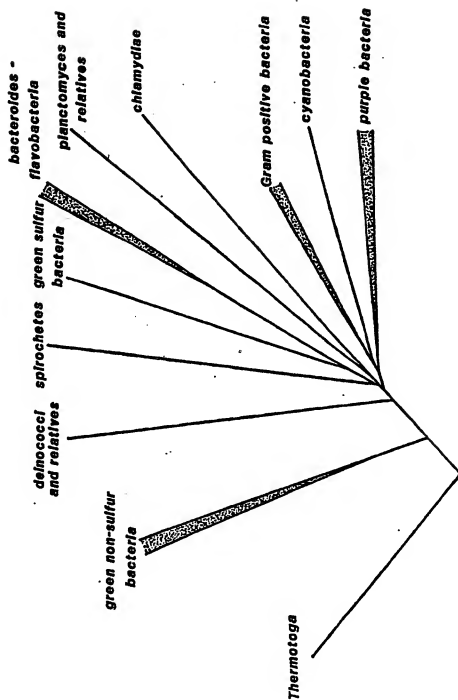 Thermotoga
green non-sulfur
bacteria
deinococci
and relatives
spirochetes
green sulfur
bacteria
bacteroides -
flavobacteria
planctomyces and
relatives
chlamydiae
Gram positive bacteria
cyanobacteria
purple bacteria